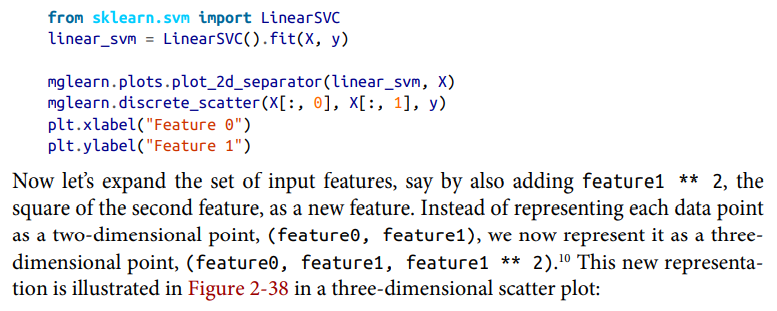 from sklearn.svm import LinearSVC
linear_svm = LinearSVC().fit(X, y)
mglearn.plots.plot_2d_separator(linear_svm, X)
mglearn.discrete_scatter(X[:, 0], X[:, 1], y)
plt.xlabel("Feature 0")
plt.ylabel("Feature 1")
Now let's expand the set of input features, say by also adding feature1 ** 2, the
square of the second feature, as a new feature. Instead of representing each data point
as a two-dimensional point, (feature0, feature1), we now represent it as a three-
dimensional point, (feature0, feature1, feature1 ** 2).¹⁰ This new representa-
tion is illustrated in Figure 2-38 in a three-dimensional scatter plot: